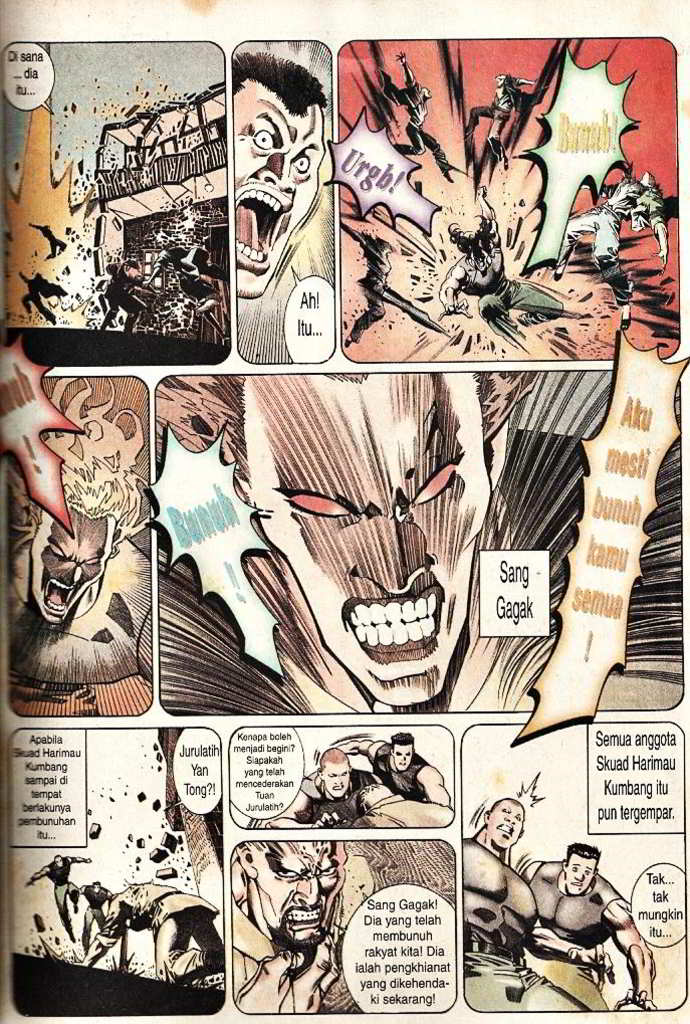 Di sana
... dia
itu...
Ah!
Itu...
Urgh!
Bunuh!
Bunuh
!!
Aku
mesti
bunuh
kamu
semua
!
Sang
Gagak
Apabila
Skuad Harimau
Kumbang
sampai di
tempat
berlakunya
pembunuhan
itu...
Jurulatih
Yan
Tong?!
Kenapa boleh
menjadi begini?
Siapakah
yang telah
mencederakan
Tuan
Jurulatih?
Sang Gagak!
Dia yang telah
membunuh
rakyat kita! Dia
ialah pengkhianat
yang dikehenda-
ki sekarang!
Semua anggota
Skuad Harimau
Kumbang itu
pun tergempar.
Tak...
tak
mungkin
itu...